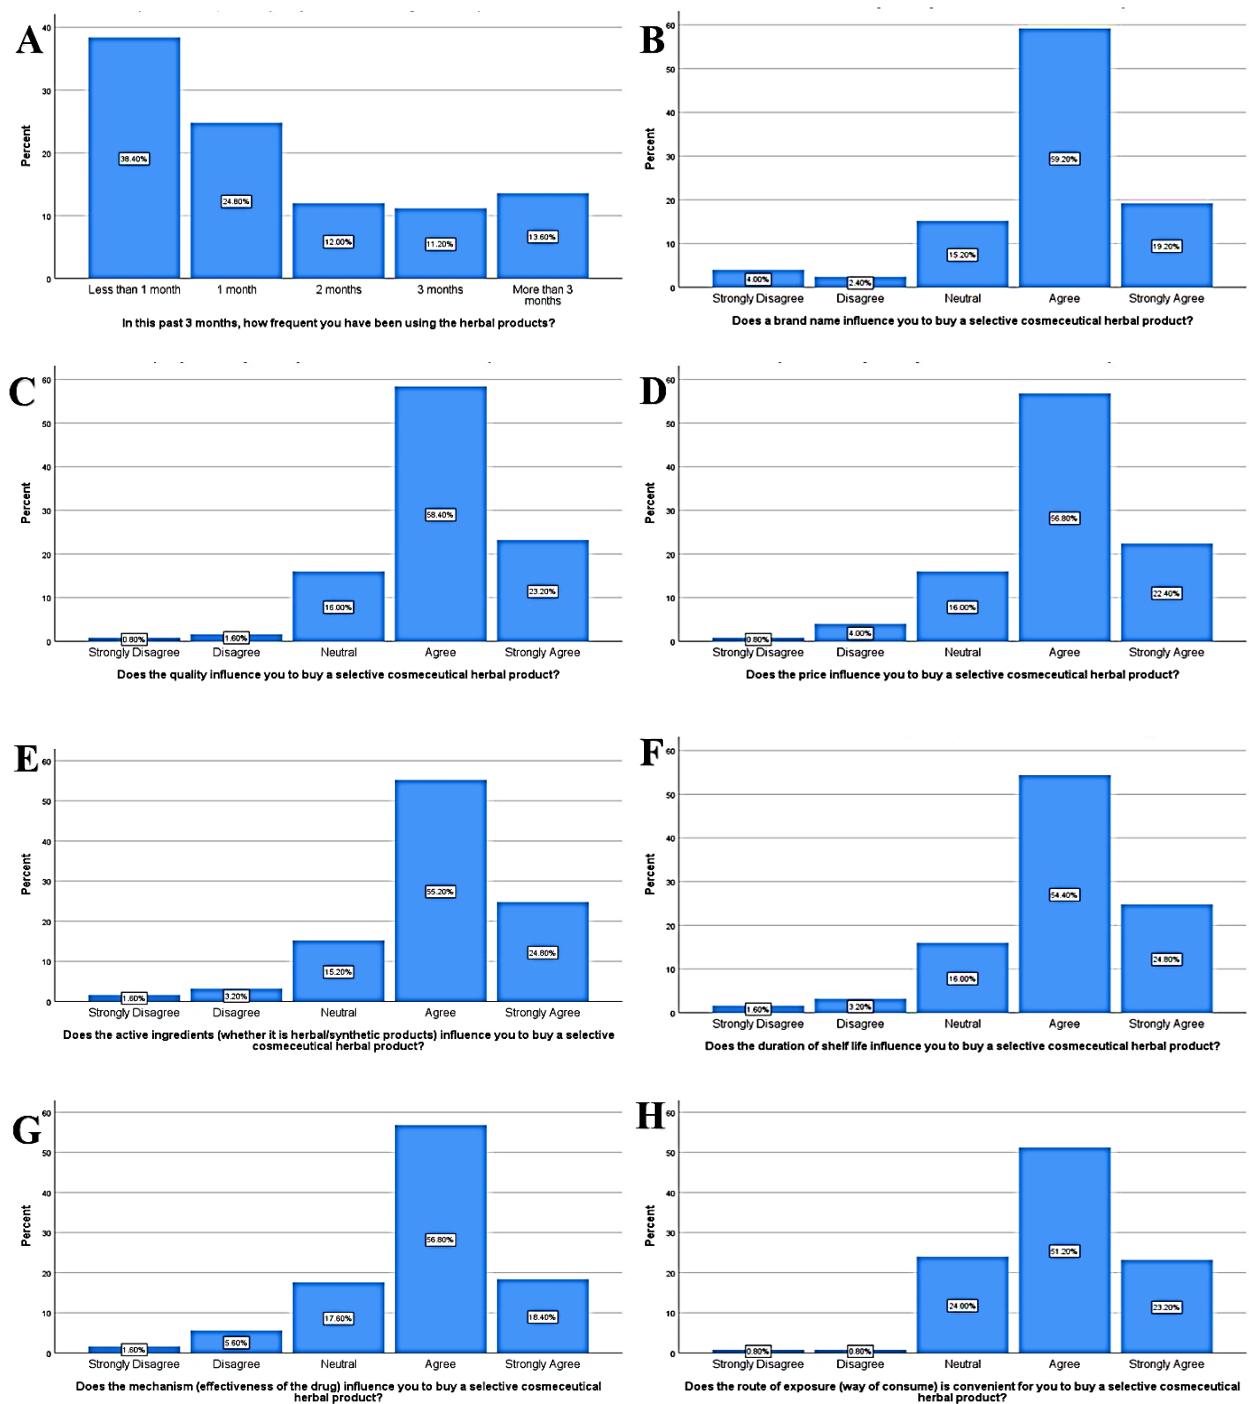 A
40
30
20
10
0
Percent
38.40%
24.80%
12.00%
11.20%
13.60%
Less than 1 month
1 month
2 months
3 months
More than 3
months
In this past 3 months, how frequent you have been using the herbal products?
B
60
50
40
30
20
10
0
Percent
4.00%
2.40%
15.20%
59.20%
19.20%
Strongly Disagree
Disagree
Neutral
Agree
Strongly Agree
Does a brand name influence you to buy a selective cosmeceutical herbal product?
C
60
50
40
30
20
10
0
Percent
0.80%
1.60%
16.00%
58.40%
23.20%
Strongly Disagree
Disagree
Neutral
Agree
Strongly Agree
Does the quality influence you to buy a selective cosmeceutical herbal product?
D
60
50
40
30
20
10
0
Percent
0.80%
4.00%
16.00%
56.80%
22.40%
Strongly Disagree
Disagree
Neutral
Agree
Strongly Agree
Does the price influence you to buy a selective cosmeceutical herbal product?
E
60
50
40
30
20
10
0
Percent
1.60%
3.20%
15.20%
55.20%
24.80%
Strongly Disagree
Disagree
Neutral
Agree
Strongly Agree
Does the active ingredients (whether it is herbal/synthetic products) influence you to buy a selective
cosmeceutical herbal product?
F
60
50
40
30
20
10
0
Percent
1.60%
3.20%
16.00%
54.40%
24.80%
Strongly Disagree
Disagree
Neutral
Agree
Strongly Agree
Does the duration of shelf life influence you to buy a selective cosmeceutical herbal product?
G
60
50
40
30
20
10
0
Percent
1.60%
5.60%
17.60%
56.80%
18.40%
Strongly Disagree
Disagree
Neutral
Agree
Strongly Agree
Does the mechanism (effectiveness of the drug) influence you to buy a selective cosmeceutical
herbal product?
H
60
50
40
30
20
10
0
Percent
0.80%
0.80%
24.00%
51.20%
23.20%
Strongly Disagree
Disagree
Neutral
Agree
Strongly Agree
Does the route of exposure (way of consume) is convenient for you to buy a selective cosmeceutical
herbal product?